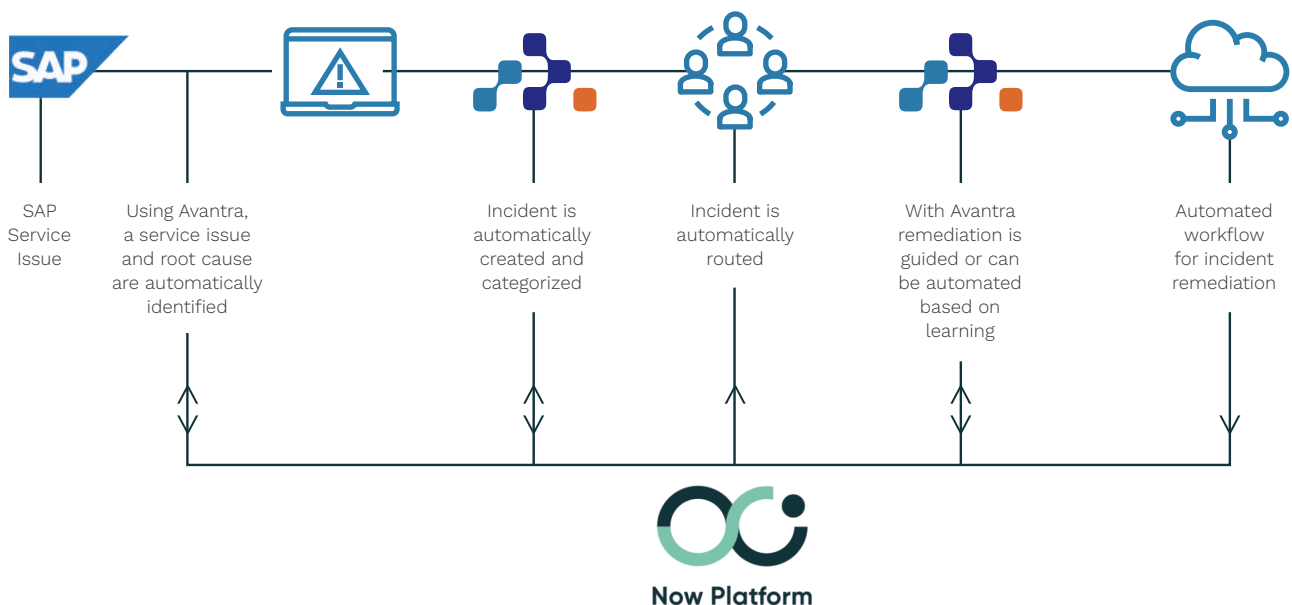 SAP
SAP
Service
Issue
Using Avantra,
a service issue
and root cause
are automatically
identified
Incident is
automatically
created and
categorized
Incident is
automatically
routed
With Avantra
remediation is
guided or can
be automated
based on
learning
Automated
workflow
for incident
remediation
Now Platform